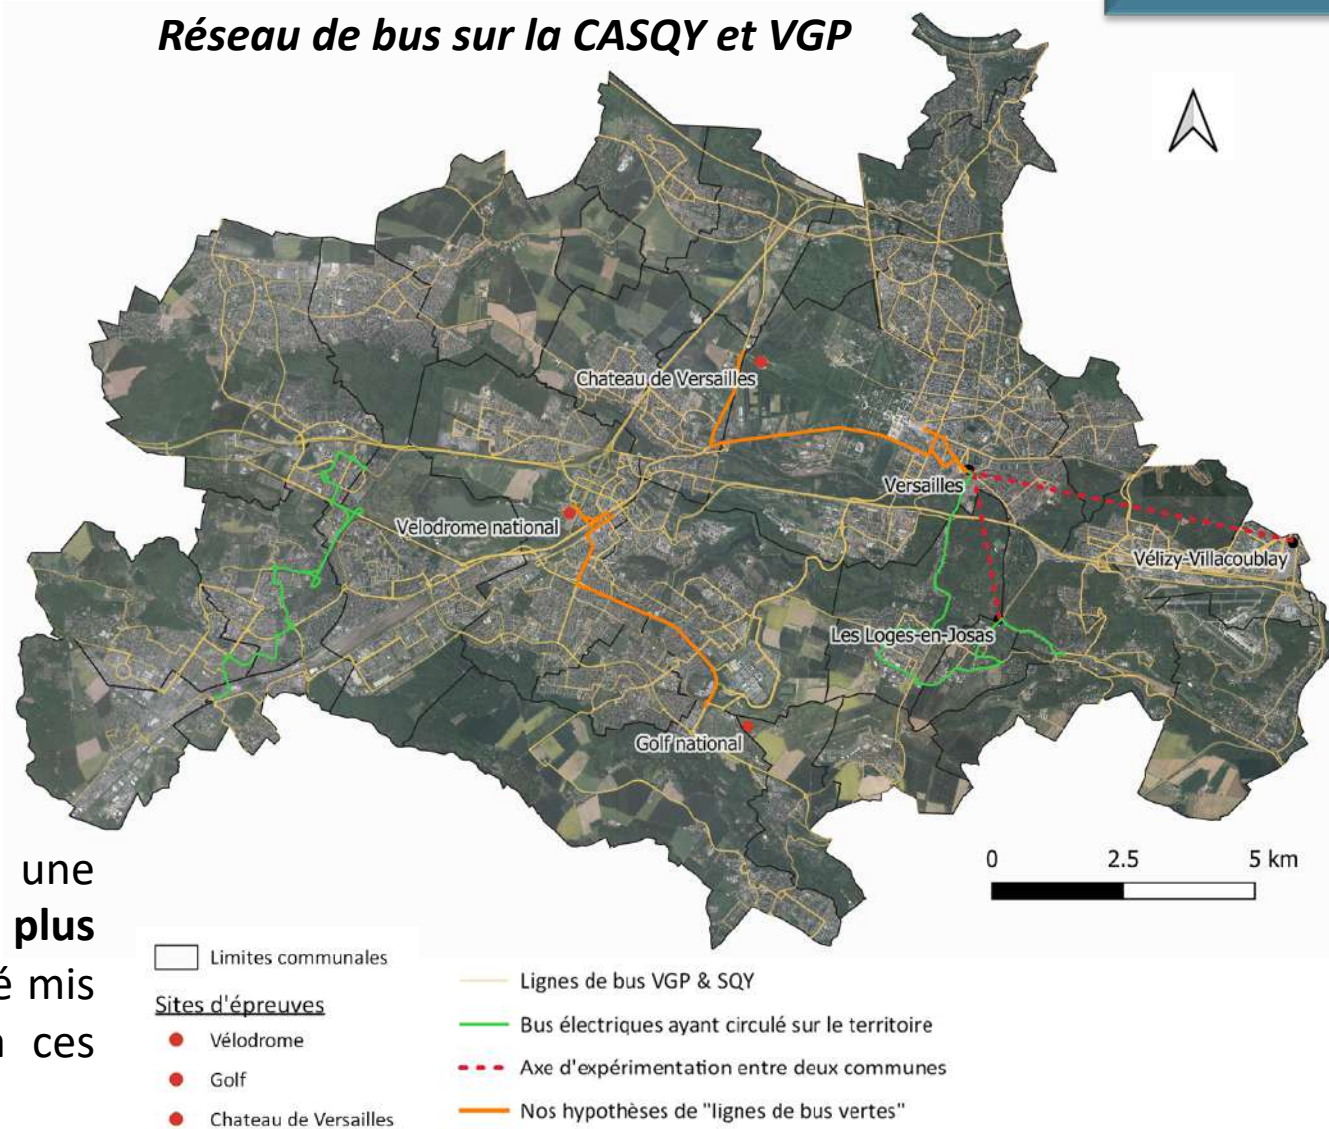 Réseau de bus sur la CASQY et VGP
Chateau de Versailles
Versailles
Velodrome national
Vélizy-Villacoublay
Les Loges-en-Josas
Golf national
0 2.5 5 km
une
plus
é mis
ces
Limites communales
Sites d'épreuves
Vélodrome
Golf
Chateau de Versailles
Lignes de bus VGP & SQY
Bus électriques ayant circulé sur le territoire
Axe d'expérimentation entre deux communes
Nos hypothèses de "lignes de bus vertes"